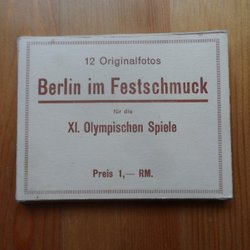 12 Originalfotos
Berlin im Festschmuck
für die
XI. Olympischen Spiele
Preis 1,— RM.